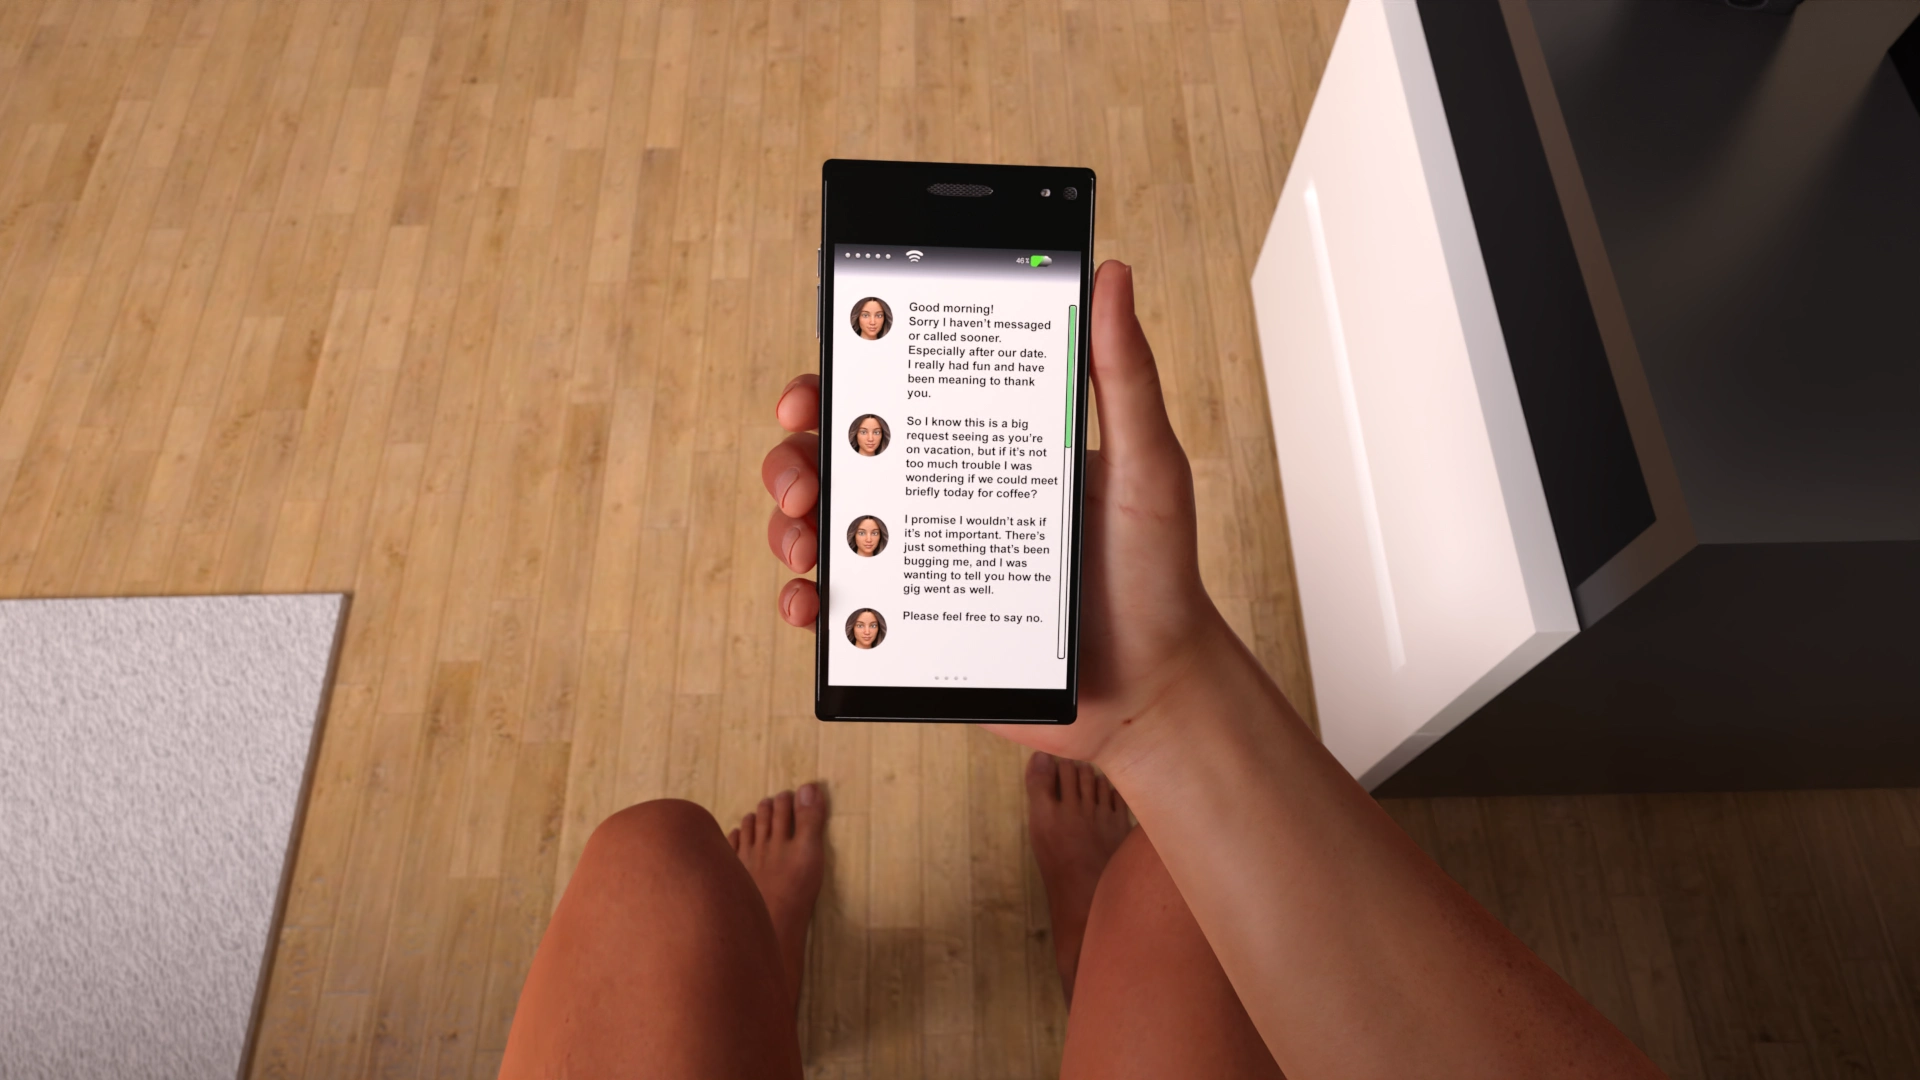 46%
Good morning!
Sorry I haven't messaged
or called sooner.
Especially after our date.
I really had fun and have
been meaning to thank
you.
So I know this is a big
request seeing as you're
on vacation, but if it's not
too much trouble I was
wondering if we could meet
briefly today for coffee?
I promise I wouldn't ask if
it's not important. There's
just something that's been
bugging me, and I was
wanting to tell you how the
gig went as well.
Please feel free to say no.